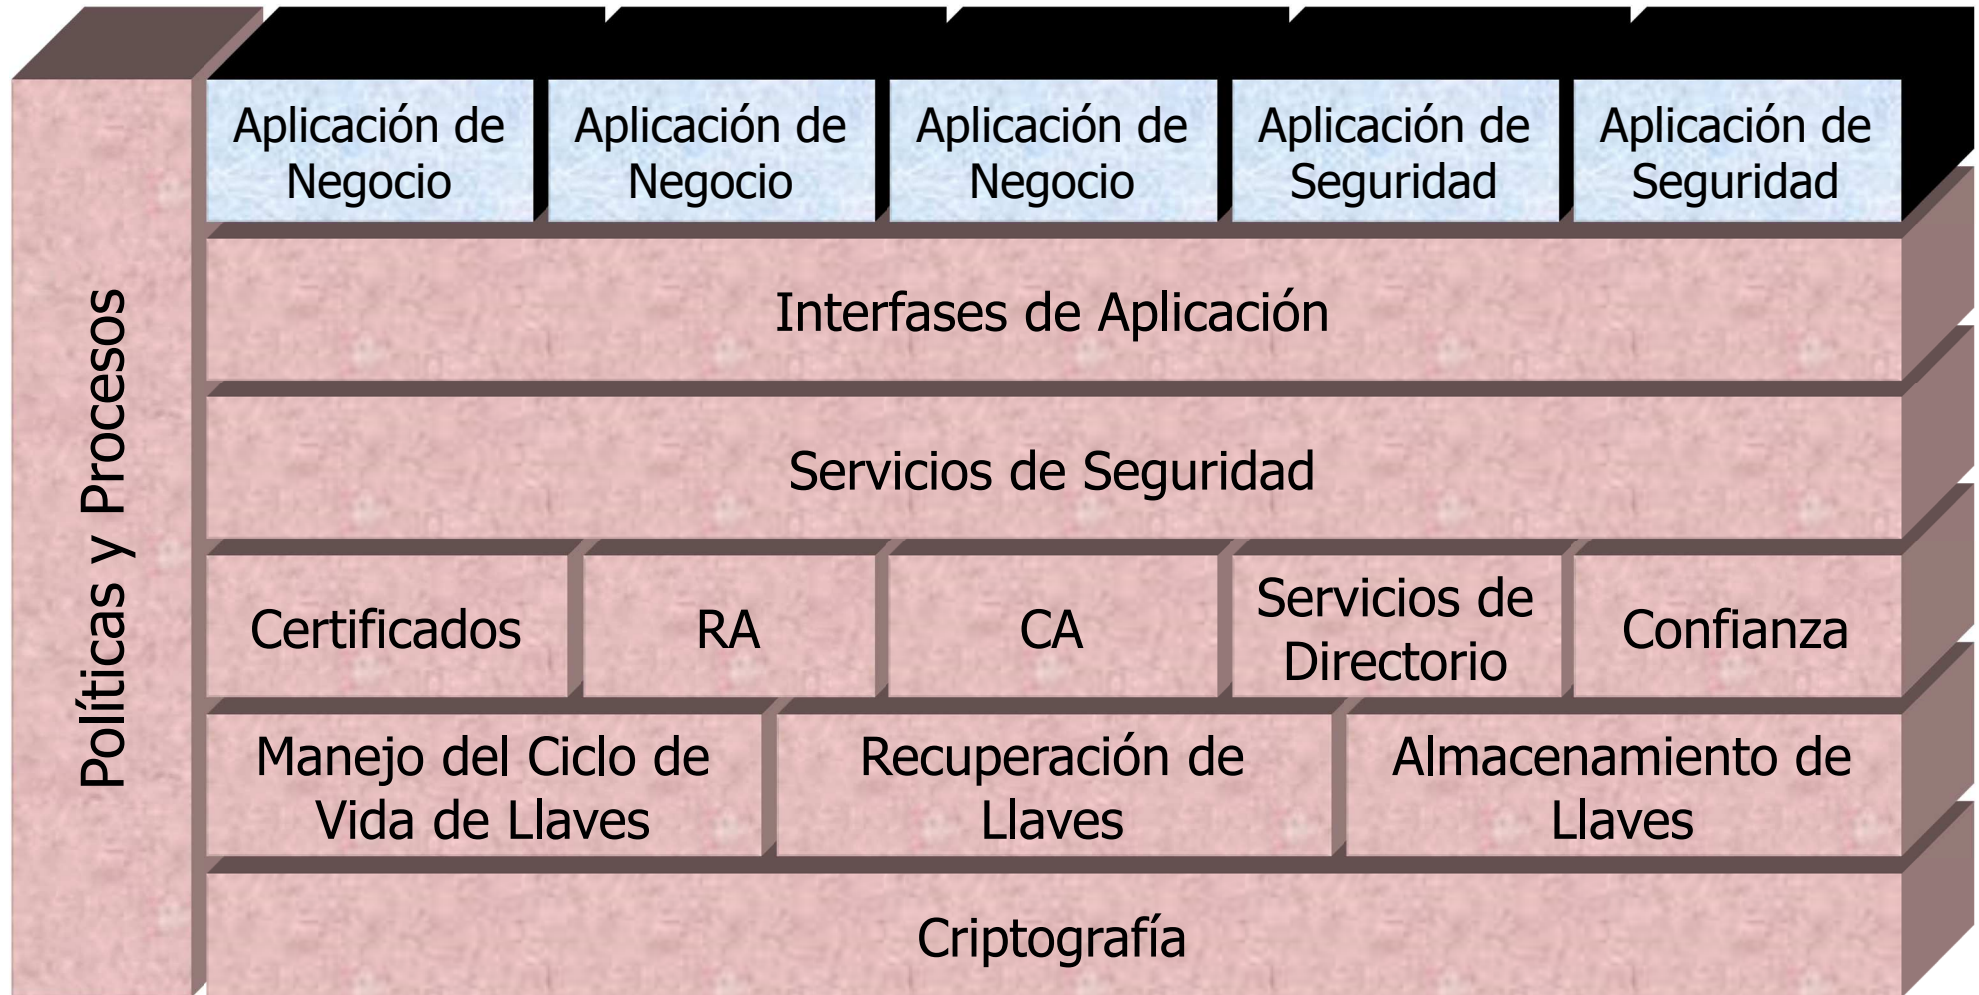 Políticas y Procesos
Aplicación de
Negocio
Aplicación de
Negocio
Aplicación de
Negocio
Aplicación de
Seguridad
Aplicación de
Seguridad
Interfases de Aplicación
Servicios de Seguridad
Certificados
RA
CA
Servicios de
Directorio
Confianza
Manejo del Ciclo de
Vida de Llaves
Recuperación de
Llaves
Almacenamiento de
Llaves
Criptografía